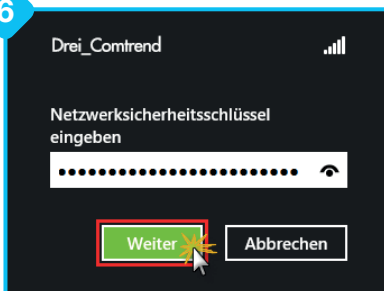 6
Drei_Comtrend
Netzwerksicherheitsschlüssel
eingeben
••••••••••••••••••••••••
Weiter
Abbrechen